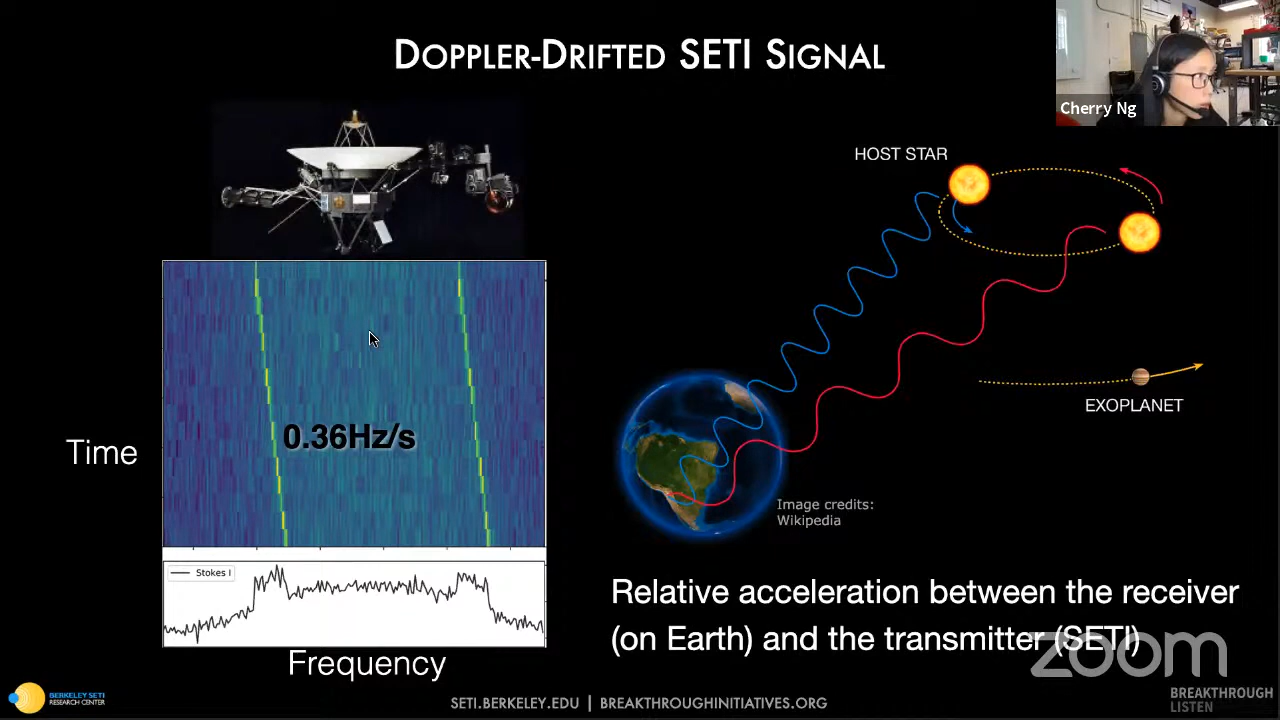 DOPPLER-DRIFTED SETI SIGNAL
Cherry Ng
HOST STAR
EXOPLANET
0.36Hz/s
Time
Image credits:
Wikipedia
Stokes I
Frequency
Relative acceleration between the receiver
(on Earth) and the transmitter (SETI)
zoom
BERKELEY SETI
RESEARCH CENTER
SETI.BERKELEY.EDU | BREAKTHROUGHINITIATIVES.ORG
BREAKTHROUGH
LISTEN